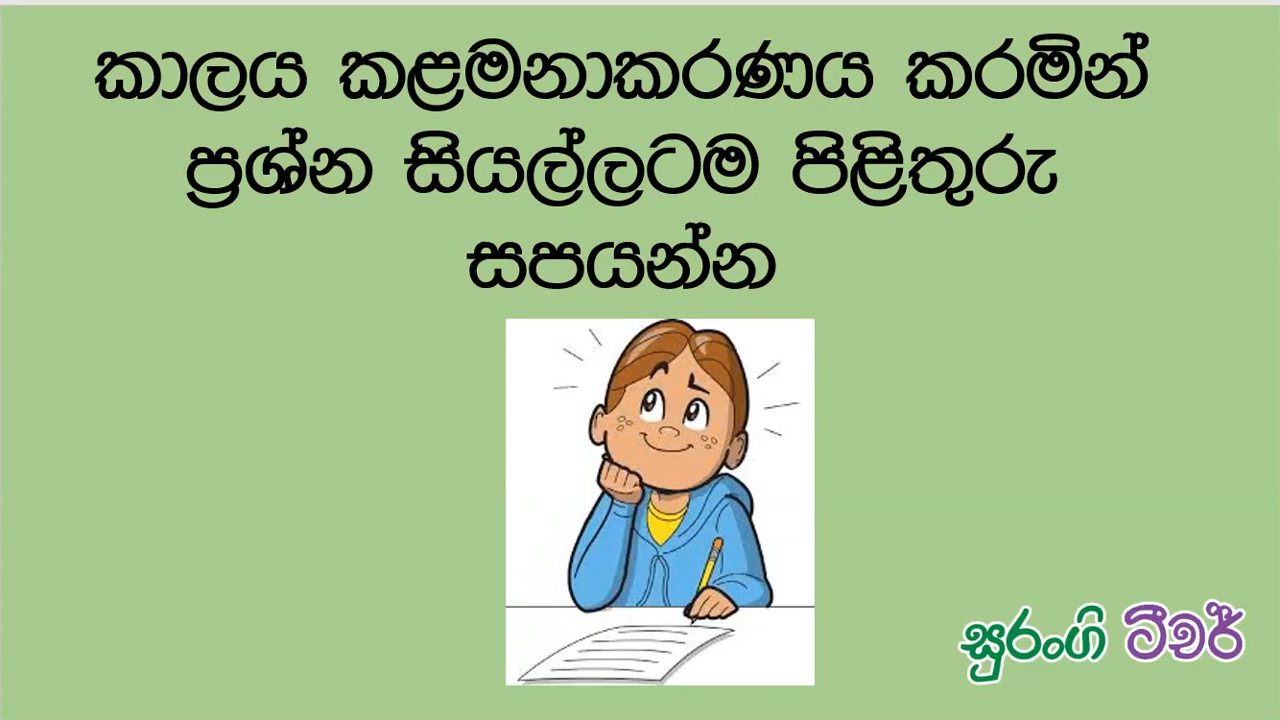 කාලය කළමනාකරණය කරමින්
ප්‍රශ්න සියල්ලටම පිළිතුරු
සපයන්න
සුරංගි ටීචර්